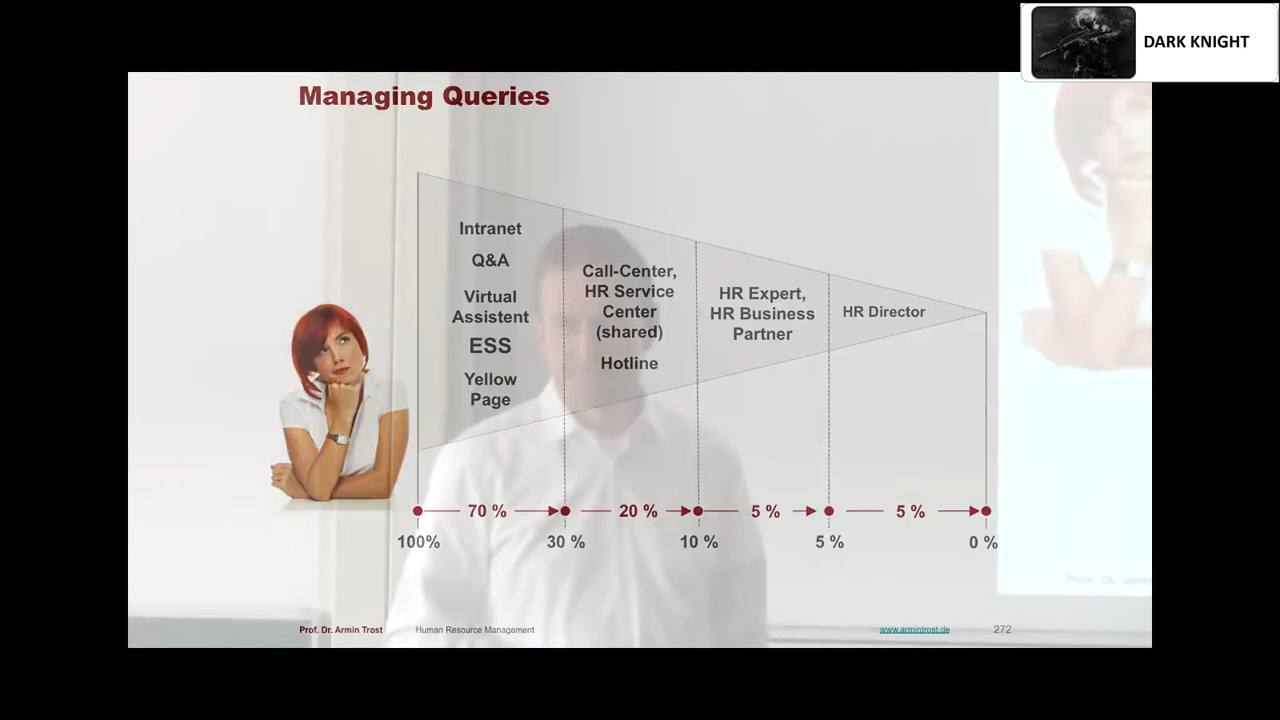 DARK KNIGHT
Managing Queries
Intranet
Q&A
Virtual
Assistent
ESS
Yellow
Page
Call-Center,
HR Service
Center
(shared)
Hotline
HR Expert,
HR Business
Partner
HR Director
70 %
20 %
5 %
5 %
100%
30 %
10 %
5 %
0 %
Prof. Dr. Armin Trost
Human Resource Management
www.armintrost.de
272